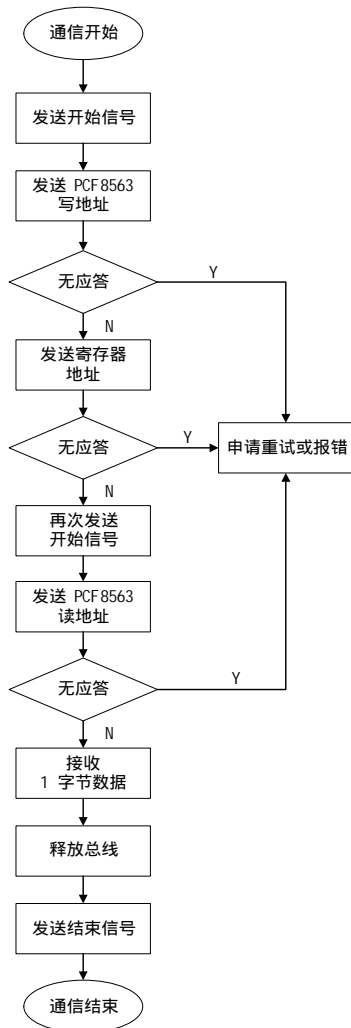 通信开始
发送开始信号
发送 PCF8563
写地址
无应答
Y
N
发送寄存器
地址
无应答
Y
申请重试或报错
N
再次发送
开始信号
发送 PCF8563
读地址
无应答
Y
N
接收
1 字节数据
释放总线
发送结束信号
通信结束